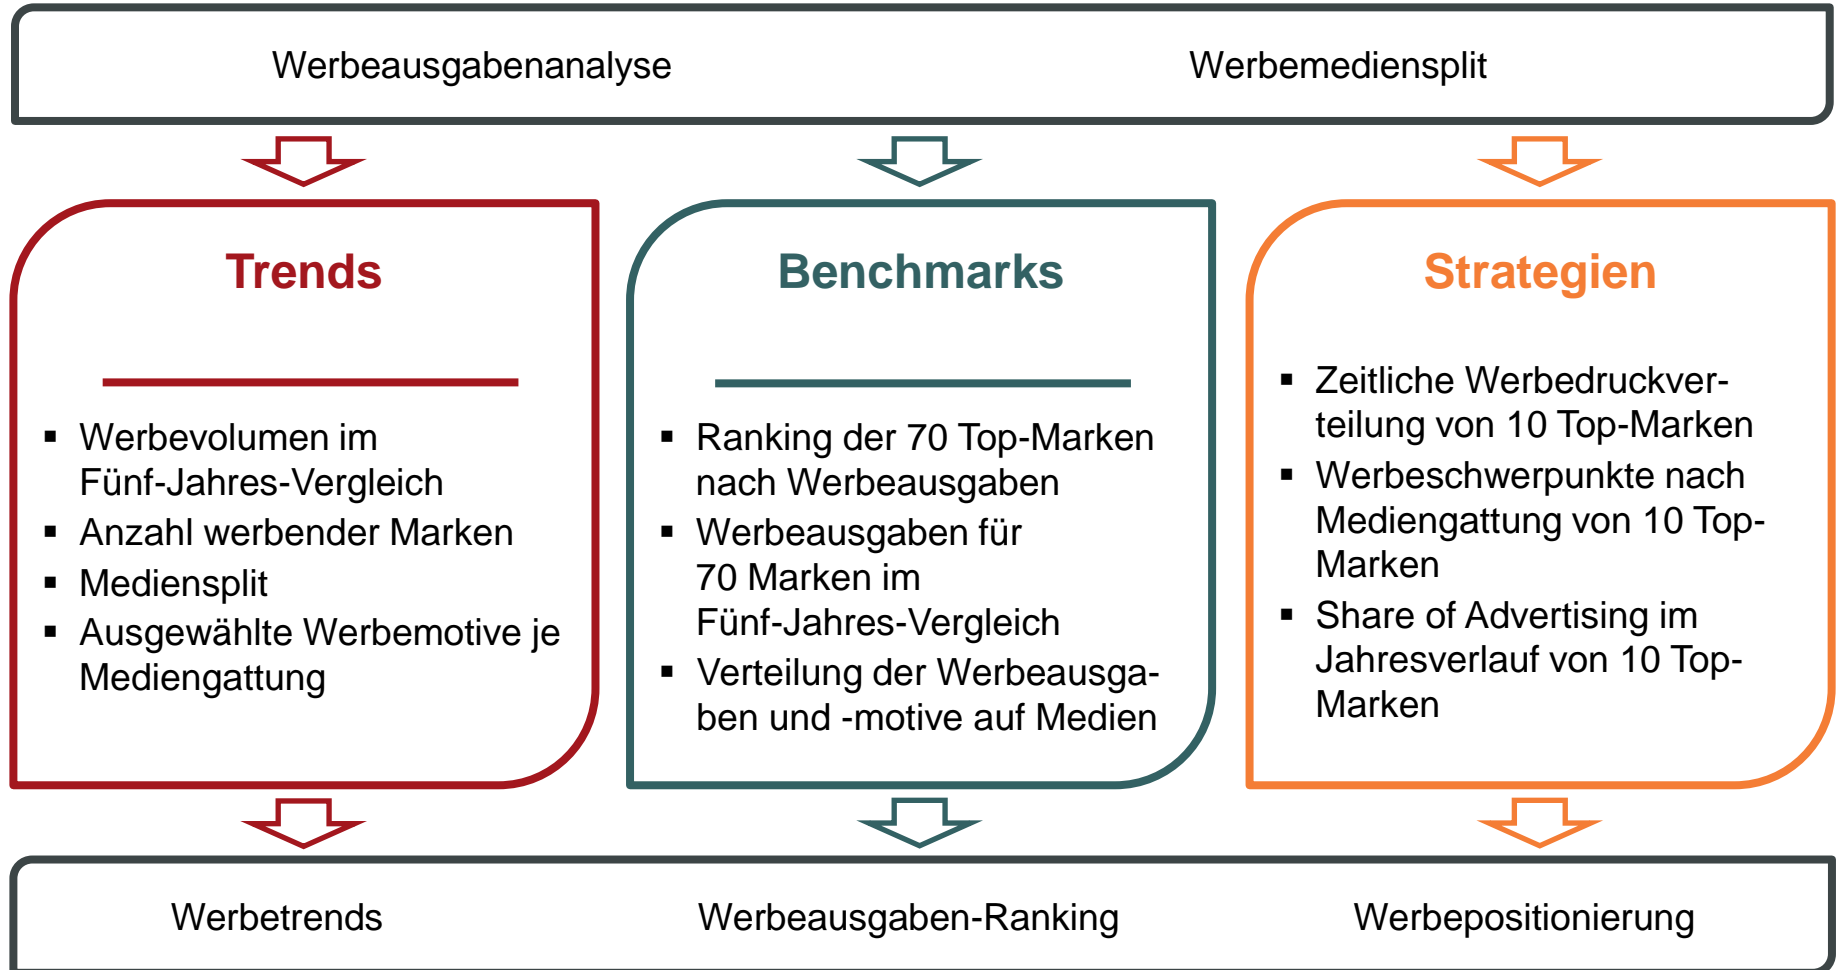 Werbeausgabenanalyse
Werbemediensplit
Trends
▪ Werbevolumen im
Fünf-Jahres-Vergleich
▪ Anzahl werbender Marken
▪ Mediensplit
▪ Ausgewählte Werbemotive je
Mediengattung
Benchmarks
▪ Ranking der 70 Top-Marken
nach Werbeausgaben
▪ Werbeausgaben für
70 Marken im
Fünf-Jahres-Vergleich
▪ Verteilung der Werbeausga-
ben und -motive auf Medien
Strategien
▪ Zeitliche Werbedruckver-
teilung von 10 Top-Marken
▪ Werbeschwerpunkte nach
Mediengattung von 10 Top-
Marken
▪ Share of Advertising im
Jahresverlauf von 10 Top-
Marken
Werbetrends
Werbeausgaben-Ranking
Werbepositionierung